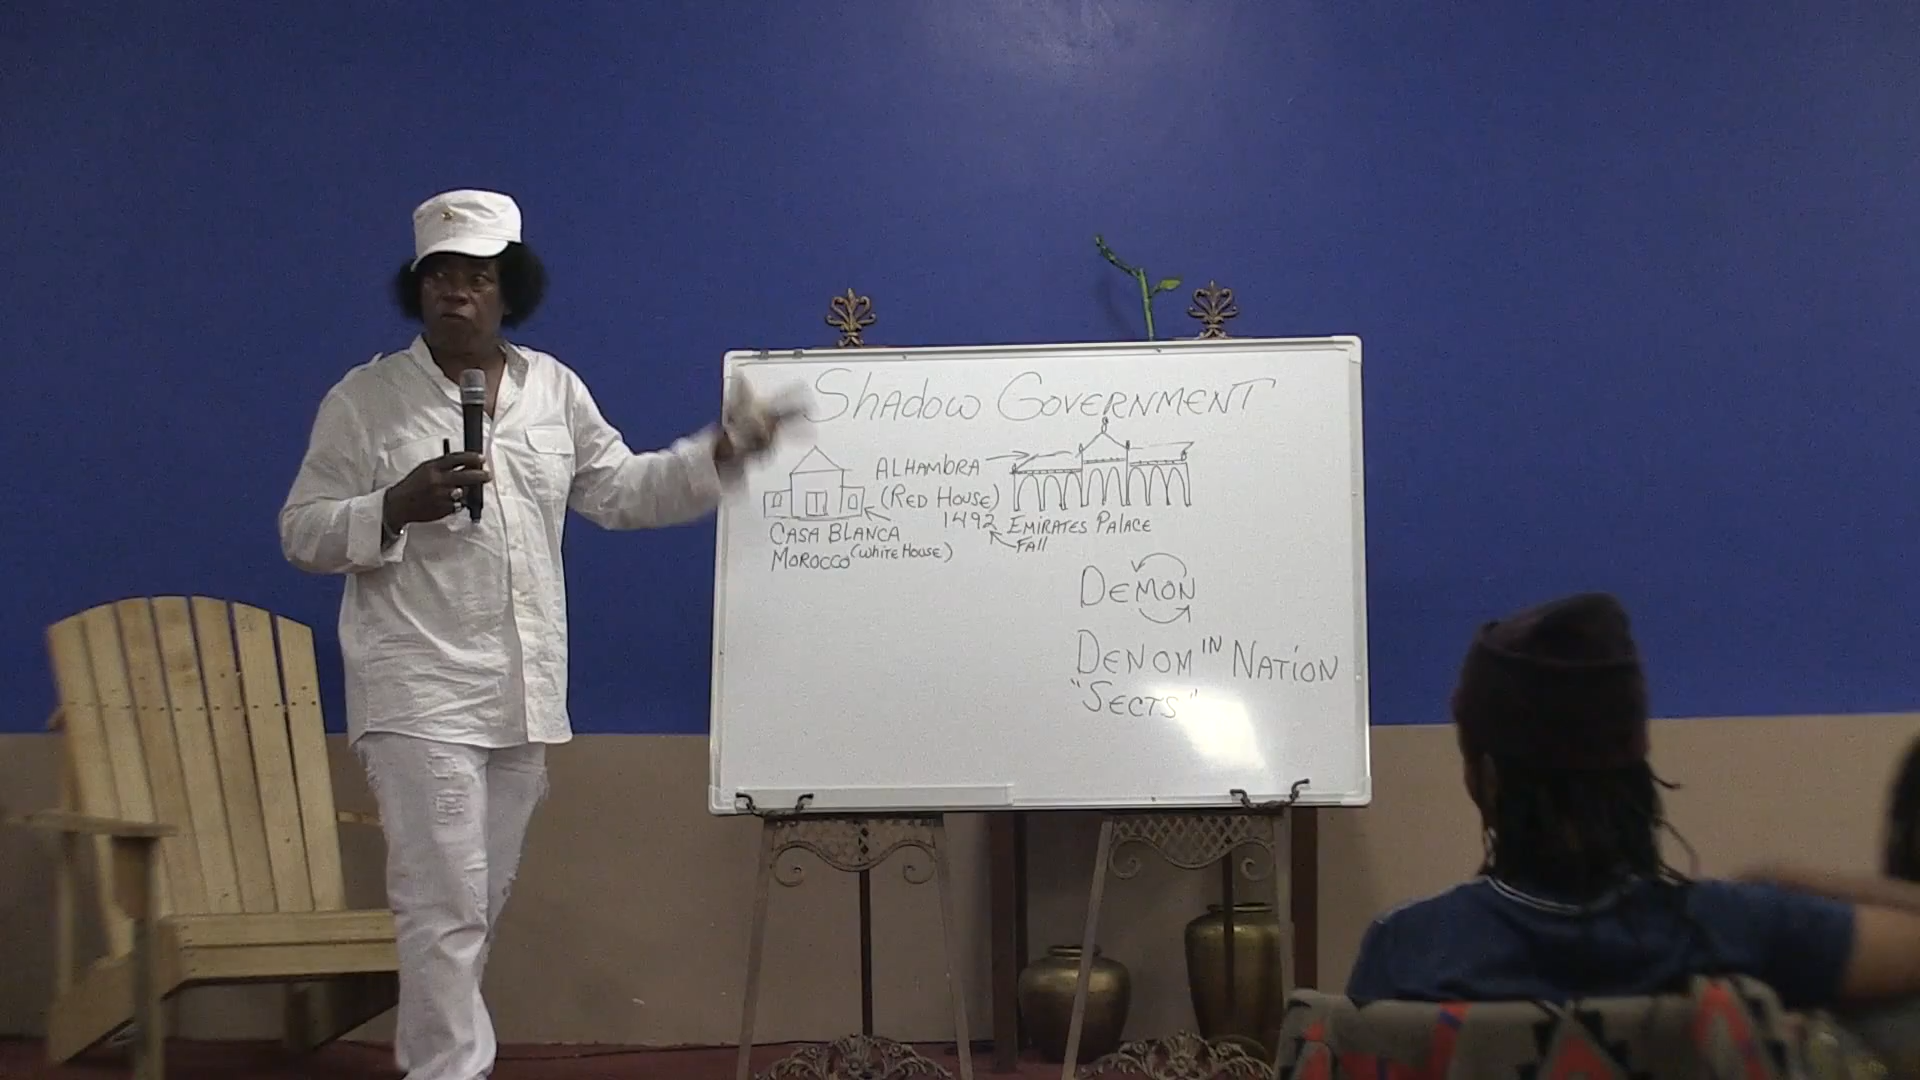 Shadow Government
ALHAMBRA
(Red House)
1492
Emirates Palace
Fall
Casa Blanca
Morocco (White House)
Demon
Denom in Nation
"Sects"